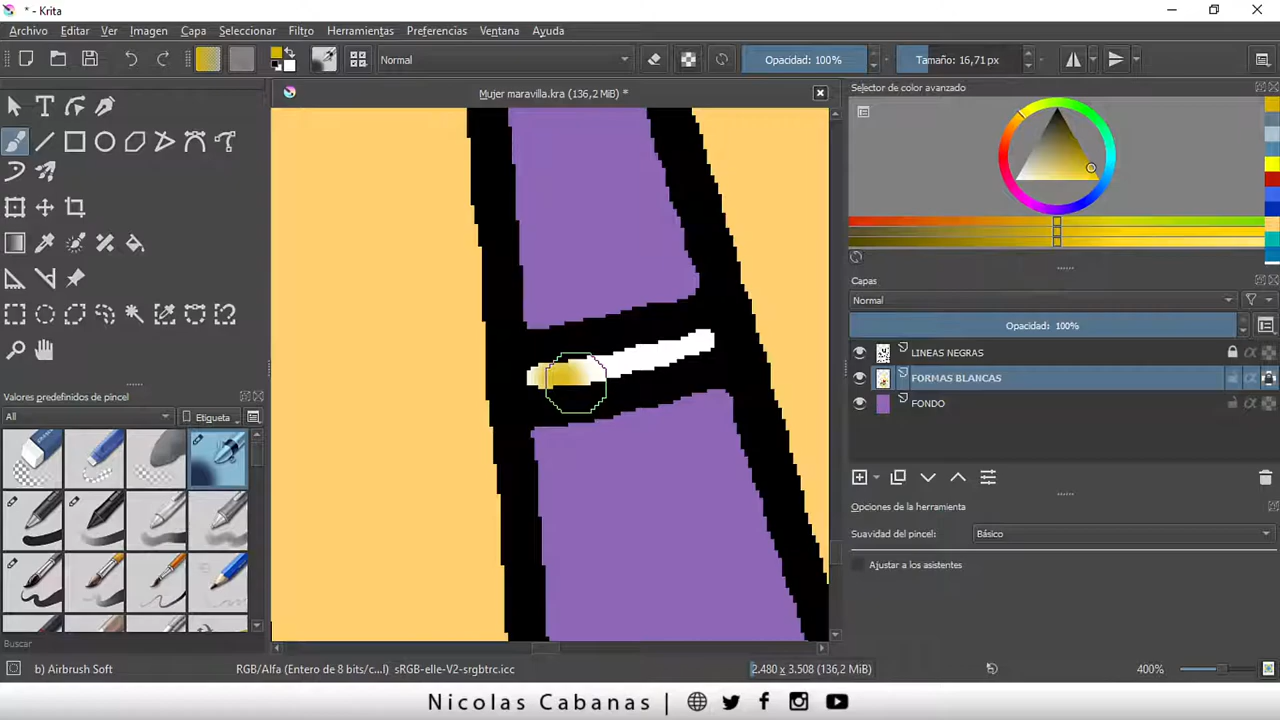 * - Krita
Archivo Editar Ver Imagen Capa Seleccionar Filtro Herramientas Preferencias Ventana Ayuda
Normal Opacidad: 100% Tamaño: 16,71 px
Mujer maravilla.kra (136,2 MiB) *
Selector de color avanzado
Capas
Normal
Opacidad: 100%
LINEAS NEGRAS
FORMAS BLANCAS
FONDO
Valores predefinidos de pincel
All Etiqueta
Opciones de la herramienta
Suavidad del pincel: Básico
Ajustar a los asistentes
Buscar
b) Airbrush Soft RGB/Alfa (Entero de 8 bits/c...l) sRGB-elle-V2-srgbtrc.icc 2.480 x 3.508 (136,2 MiB) 400%
Nicolas Cabanas |